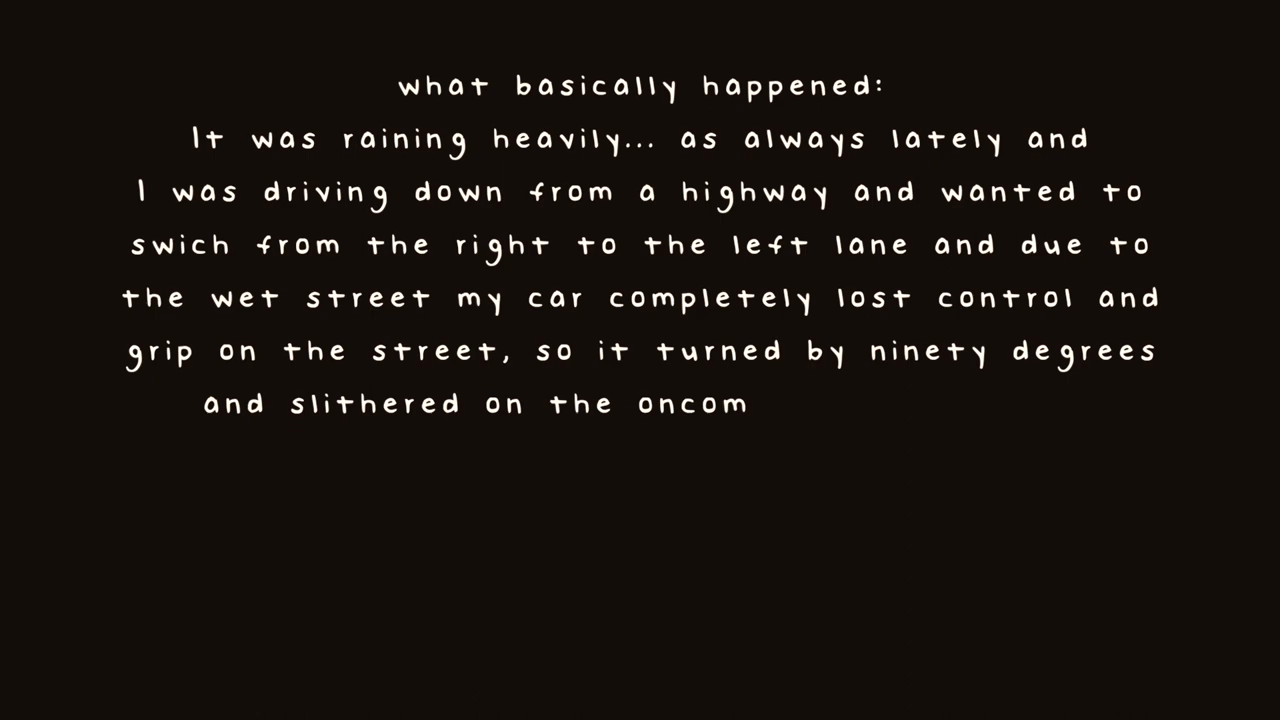 what basically happened:
It was raining heavily... as always lately and
I was driving down from a highway and wanted to
swich from the right to the left lane and due to
the wet street my car completely lost control and
grip on the street, so it turned by ninety degrees
and slithered on the oncom